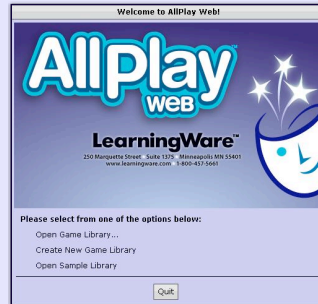 Welcome to AllPlay Web!
AllPlay™
WEB
LearningWare™
250 Marquette Street Suite 1375 Minneapolis MN 55401
www.learningware.com 1-800-457-5661
Please select from one of the options below:
Open Game Library...
Create New Game Library
Open Sample Library
Quit